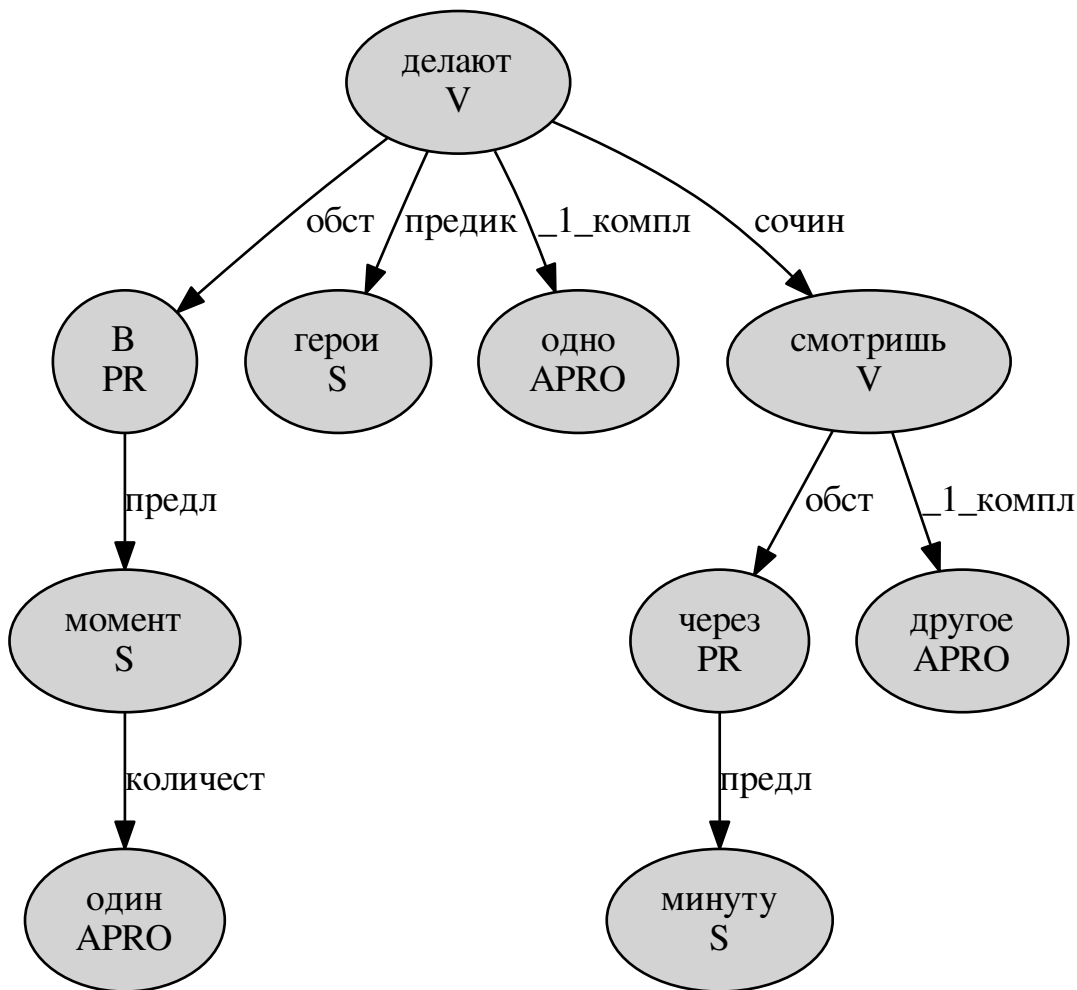 делают
V
обст
предик
_1_компл
сочин
В
PR
герои
S
одно
APRO
смотришь
V
предл
обст
_1_компл
момент
S
через
PR
другое
APRO
количест
предл
один
APRO
минуту
S